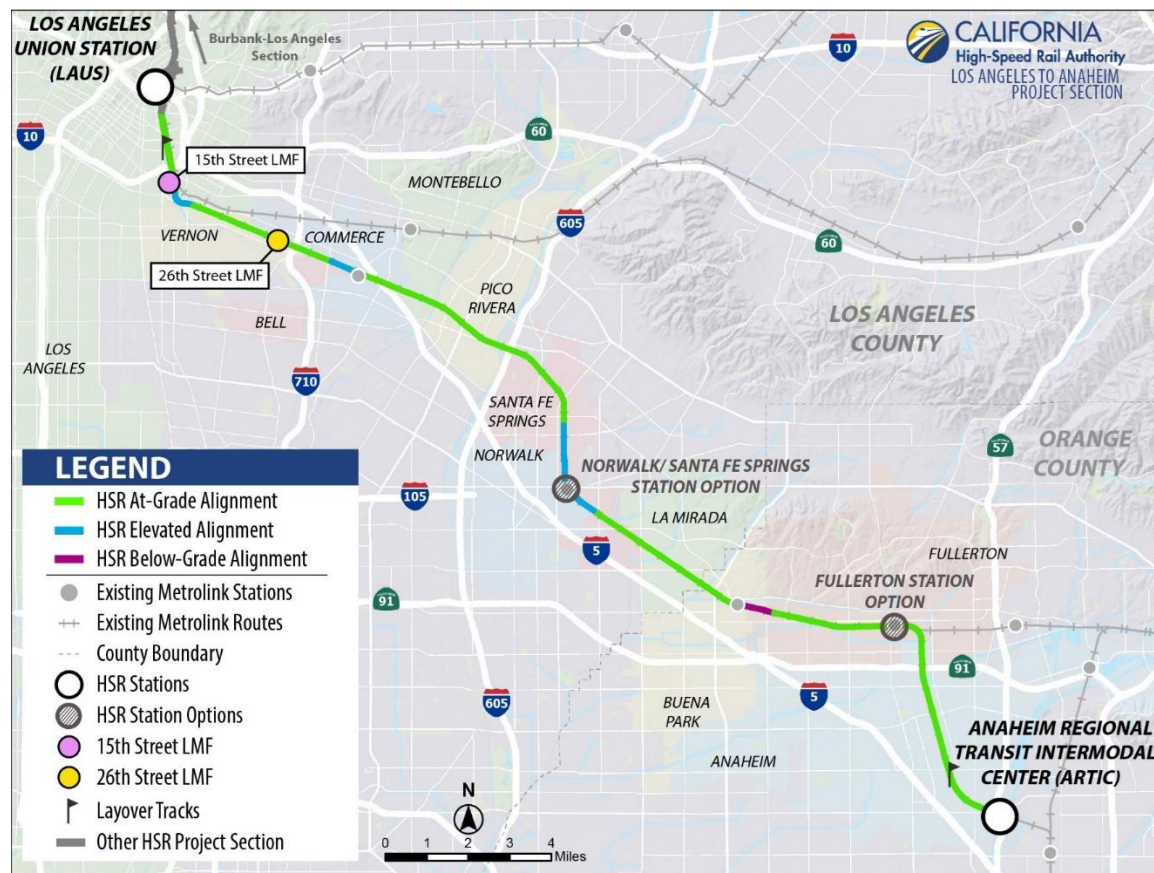 LOS ANGELES
UNION STATION
(LAUS)
Burbank-Los Angeles
Section
CALIFORNIA
High-Speed Rail Authority
LOS ANGELES TO ANAHEIM
PROJECT SECTION
10
10
60
15th Street LMF
MONTEBELLO
605
VERNON
COMMERCE
60
26th Street LMF
PICO
RIVERA
BELL
LOS ANGELES
COUNTY
LOS
ANGELES
710
SANTA FE
SPRINGS
57
ORANGE
COUNTY
NORWALK
NORWALK/ SANTA FE SPRINGS
STATION OPTION
105
LA MIRADA
5
FULLERTON
FULLERTON STATION
OPTION
91
91
605
BUENA
PARK
5
ANAHEIM
ANAHEIM REGIONAL
TRANSIT INTERMODAL
CENTER (ARTIC)
LEGEND
HSR At-Grade Alignment
HSR Elevated Alignment
HSR Below-Grade Alignment
Existing Metrolink Stations
Existing Metrolink Routes
County Boundary
HSR Stations
HSR Station Options
15th Street LMF
26th Street LMF
Layover Tracks
Other HSR Project Section
N
0 1 2 4
Miles